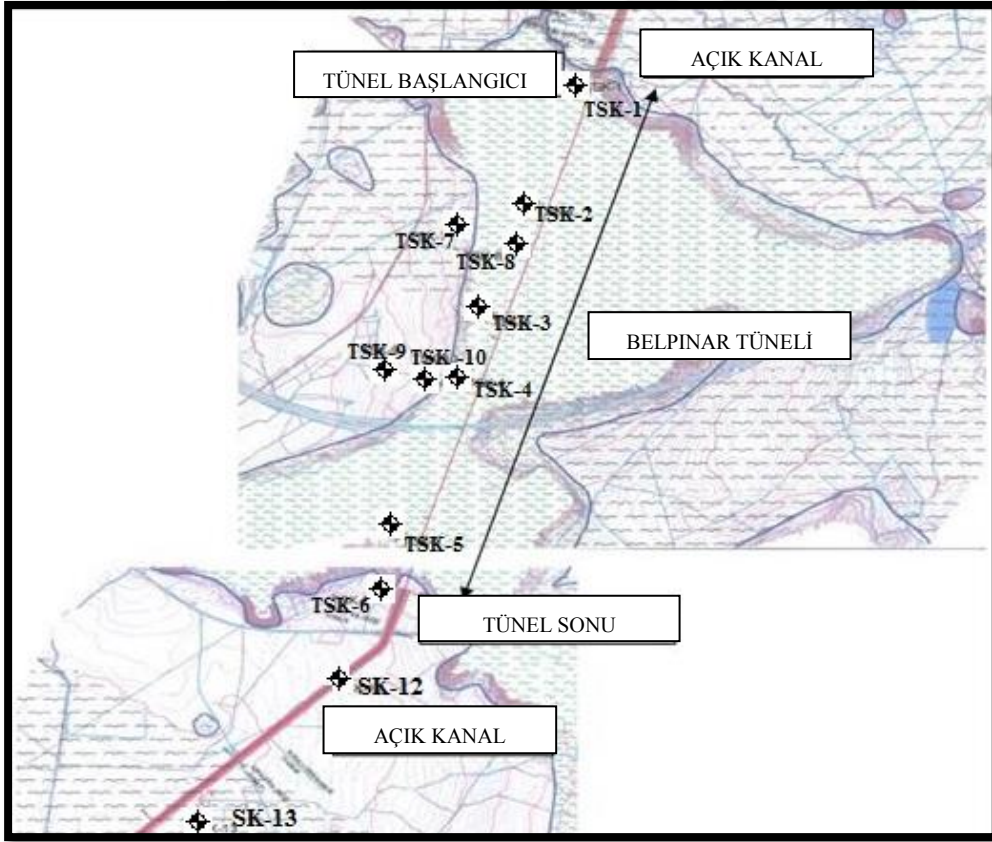 AÇIK KANAL
TÜNEL BAŞLANGICI
TSK-1
TSK-2
TSK-7
TSK-8
TSK-3
BELPINAR TÜNELİ
TSK-9
TSK -10
TSK-4
TSK-5
TSK-6
TÜNEL SONU
SK-12
AÇIK KANAL
SK-13